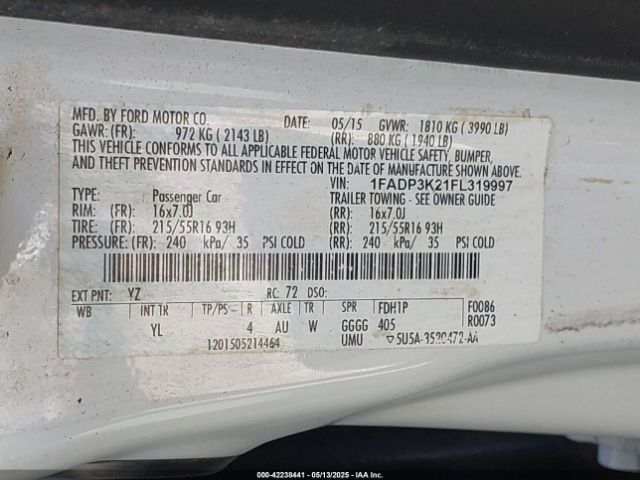 MFD. BY FORD MOTOR CO. DATE: 05/15 GVWR: 1810 KG ( 3990 LB)
GAWR: (FR): 972 KG ( 2143 LB) (RR): 880 KG ( 1940 LB)
THIS VEHICLE CONFORMS TO ALL APPLICABLE FEDERAL MOTOR VEHICLE SAFETY, BUMPER,
AND THEFT PREVENTION STANDARDS IN EFFECT ON THE DATE OF MANUFACTURE SHOWN ABOVE.
VIN: 1FADP3K21FL319997
TYPE: Passenger Car TRAILER TOWING - SEE OWNER GUIDE
RIM: (FR): 16x7.0J (RR): 16x7.0J
TIRE: (FR): 215/55R16 93H (RR): 215/55R16 93H
PRESSURE: (FR): 240 kPa/ 35 PSI COLD (RR): 240 kPa/ 35 PSI COLD
EXT PNT: YZ RC: 72 DSO:
WB INT TR TP/PS R AXLE TR SPR FDH1P F0086
YL 4 AU W GGGG 405 R0073
1201505214464 UMU ▽5U5A-3520472-AA
000-42238441 - 05/13/2025 - IAA Inc.